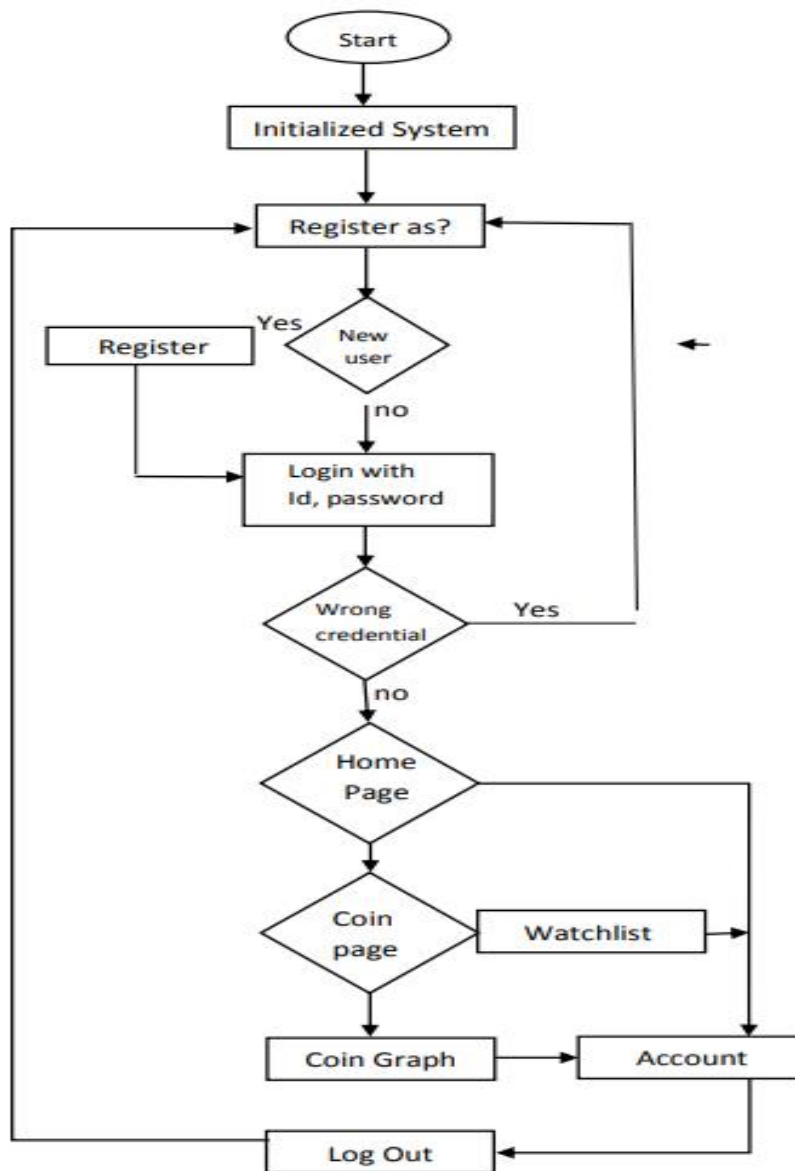 Start
Initialized System
Register as?
Yes
New
user
Register
no
Login with
Id, password
Wrong
credential
Yes
no
Home
Page
Coin
page
Watchlist
Coin Graph
Account
Log Out